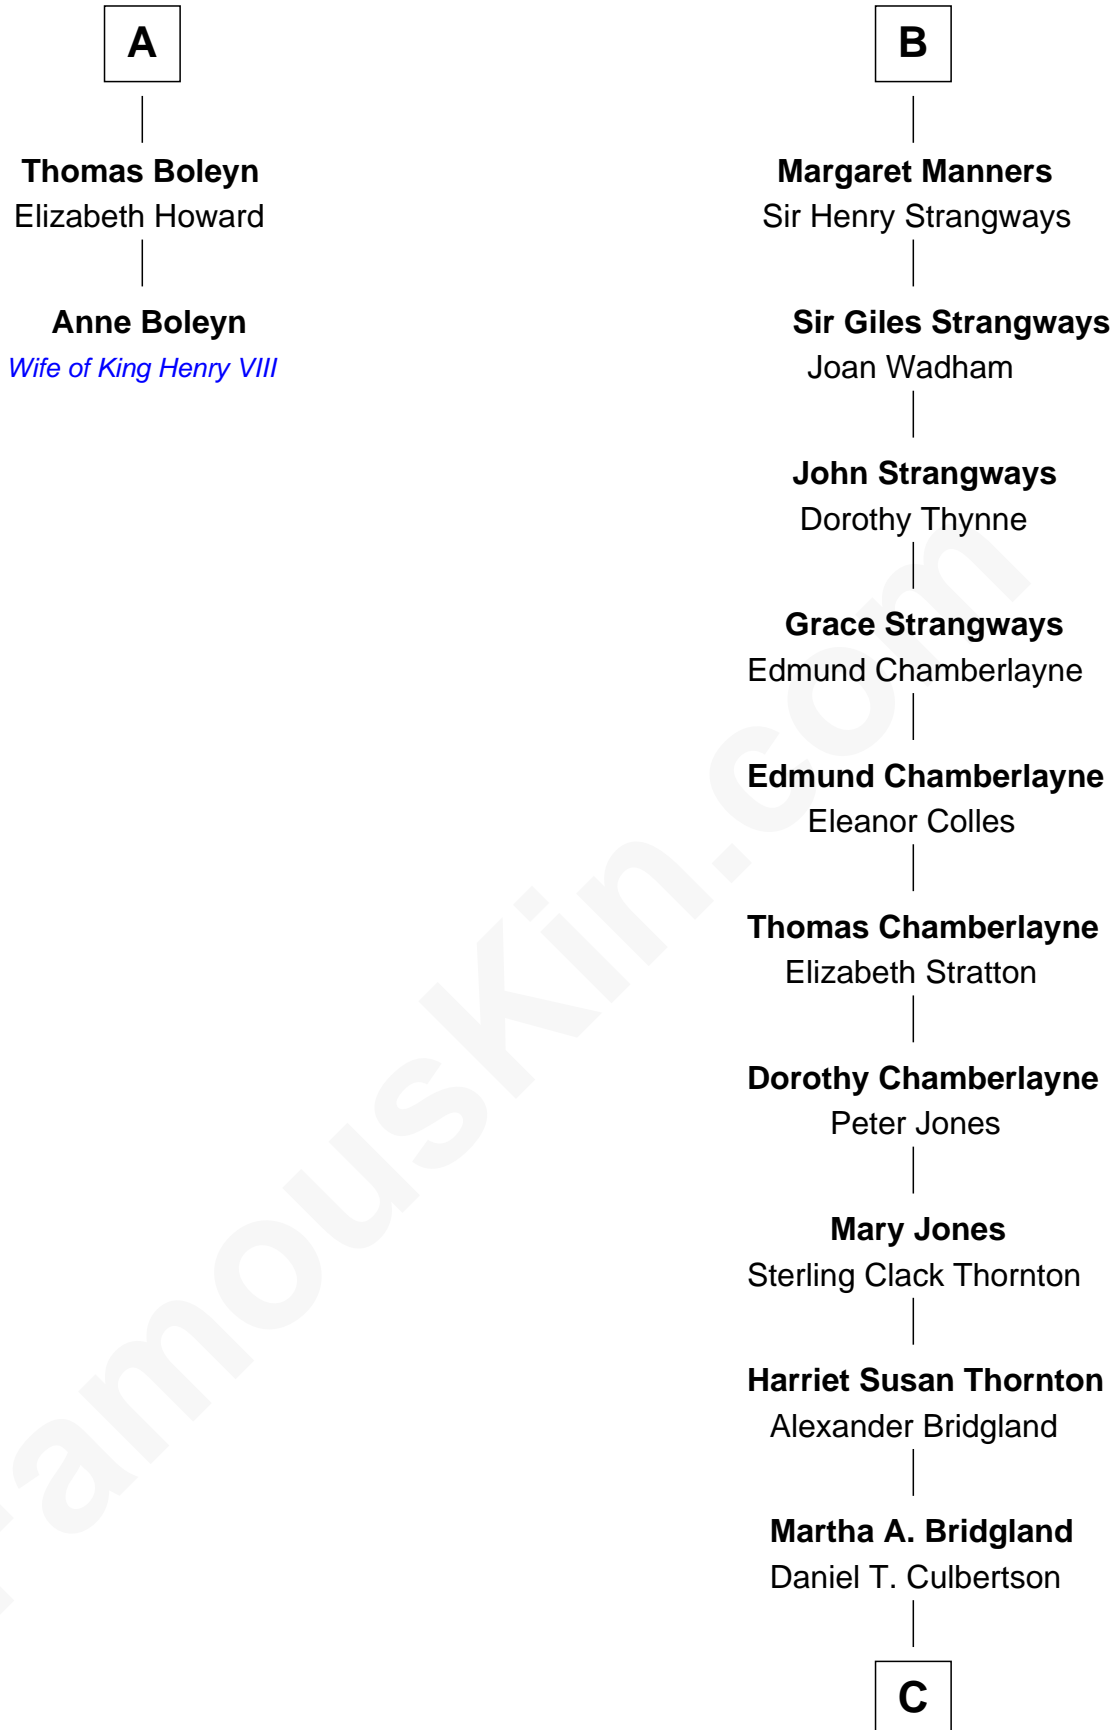 A
Thomas Boleyn
Elizabeth Howard
Anne Boleyn
Wife of King Henry VIII
B
Margaret Manners
Sir Henry Strangways
Sir Giles Strangways
Joan Wadham
John Strangways
Dorothy Thynne
Grace Strangways
Edmund Chamberlayne
Edmund Chamberlayne
Eleanor Colles
Thomas Chamberlayne
Elizabeth Stratton
Dorothy Chamberlayne
Peter Jones
Mary Jones
Sterling Clack Thornton
Harriet Susan Thornton
Alexander Bridgland
Martha A. Bridgland
Daniel T. Culbertson
C
FamousKin.com